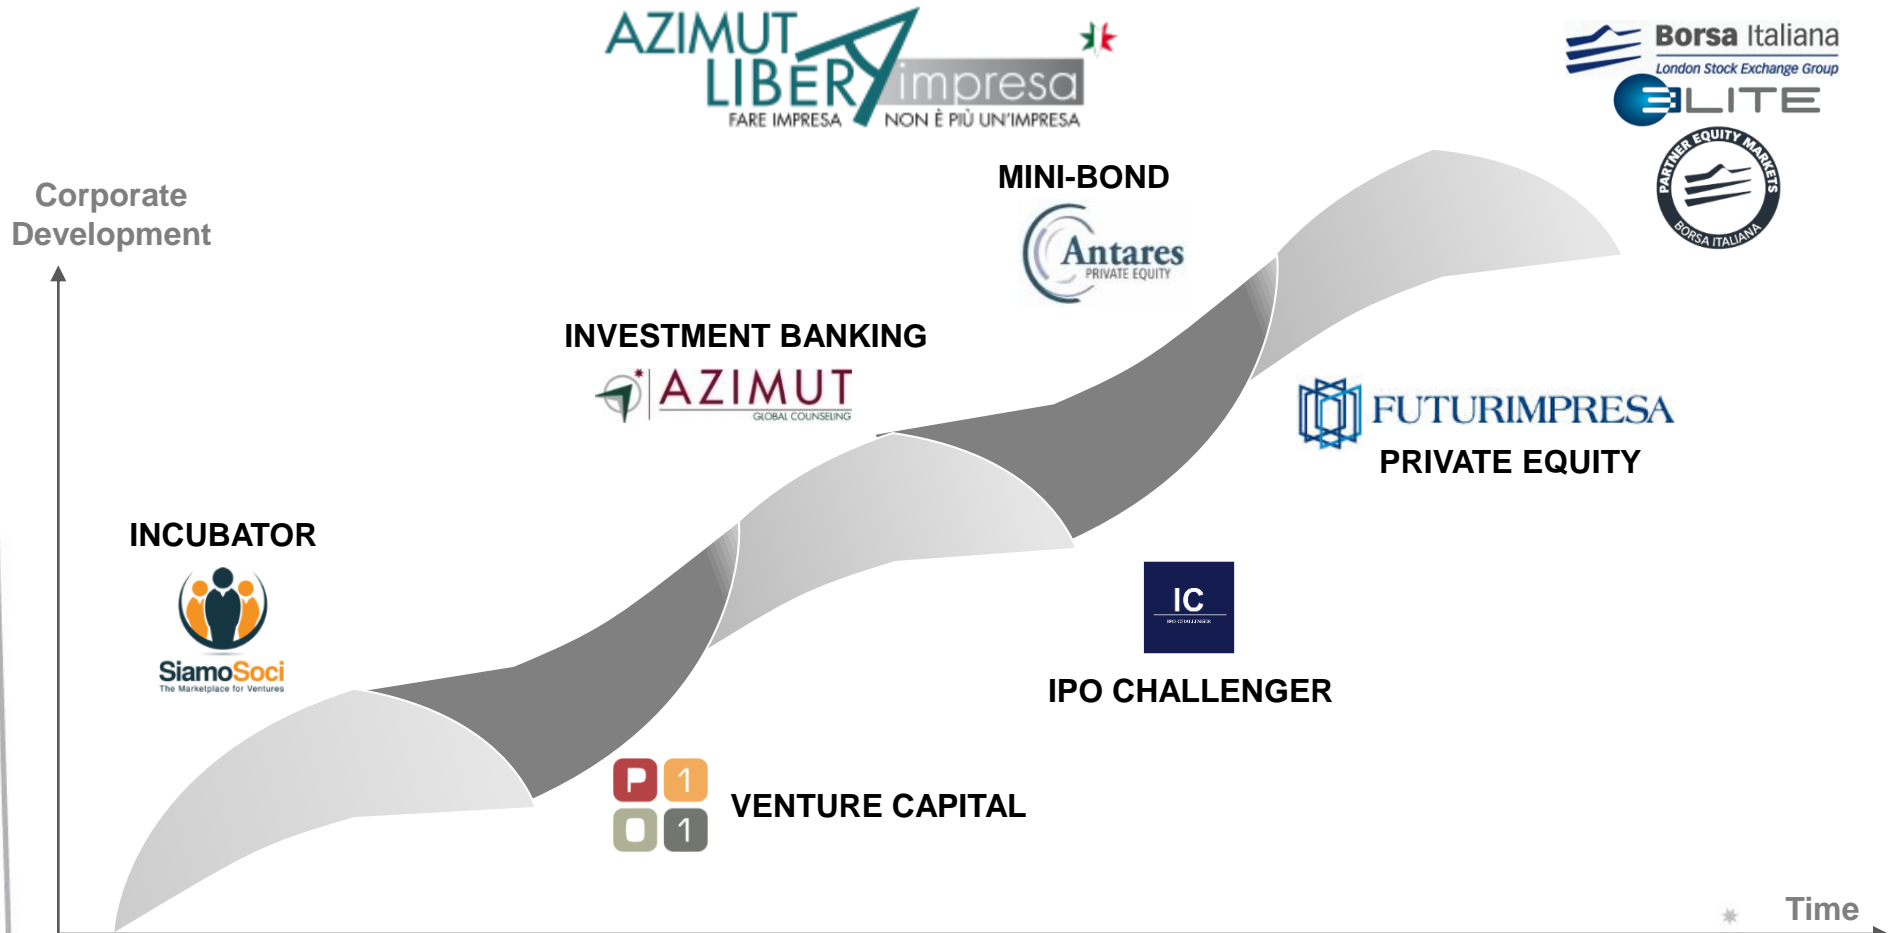 AZIMUT
LIBERA impresa
FARE IMPRESA NON È PIÙ UN'IMPRESA
Borsa Italiana
London Stock Exchange Group
ELITE
PARTNER EQUITY MARKETS
BORSA ITALIANA
Corporate
Development
MINI-BOND
Antares
PRIVATE EQUITY
INVESTMENT BANKING
AZIMUT
GLOBAL COUNSELING
FUTURIMPRESA
PRIVATE EQUITY
INCUBATOR
SiamoSoci
The Marketplace for Ventures
IC
IPO CHALLENGER
IPO CHALLENGER
P 1
0 1
VENTURE CAPITAL
Time